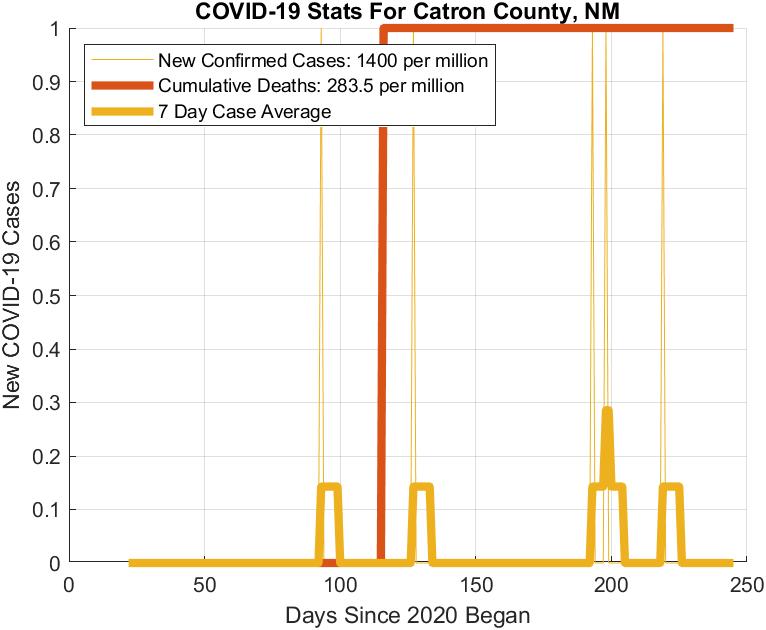 COVID-19 Stats For Catron County, NM
New Confirmed Cases: 1400 per million
Cumulative Deaths: 283.5 per million
7 Day Case Average
New COVID-19 Cases
1
0.9
0.8
0.7
0.6
0.5
0.4
0.3
0.2
0.1
0
0 50 100 150 200 250
Days Since 2020 Began